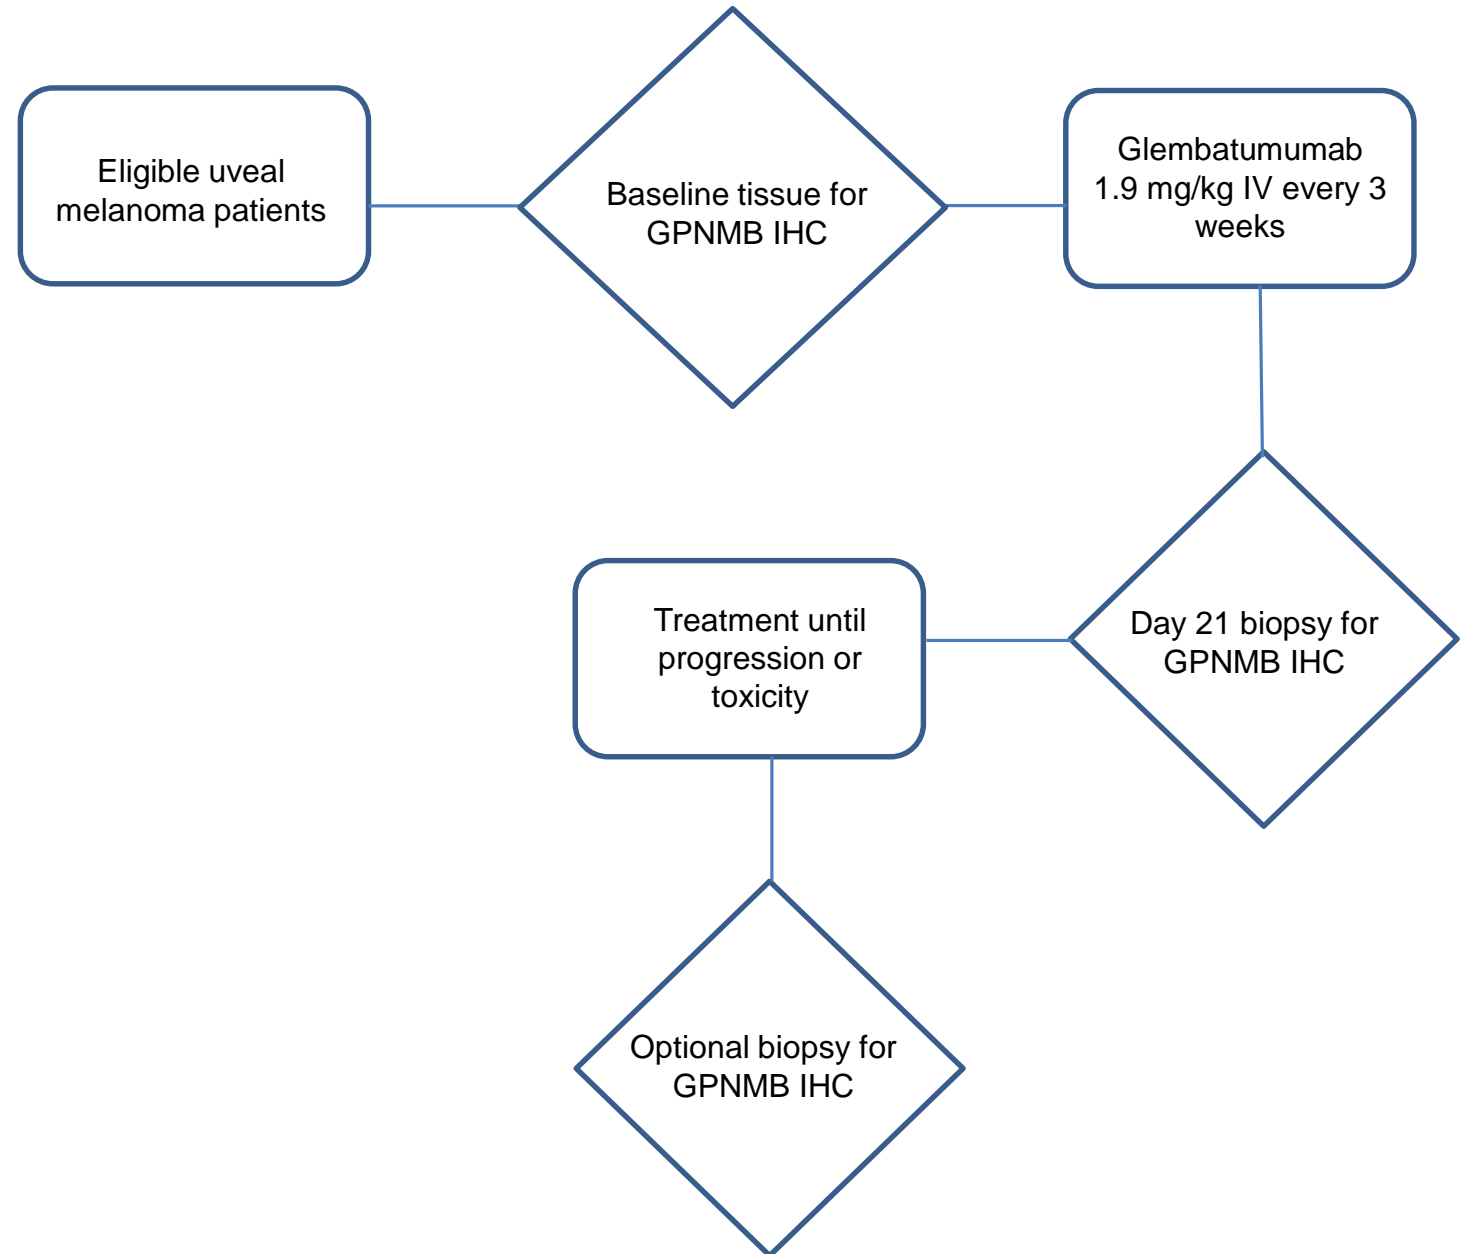 Eligible uveal
melanoma patients
Baseline tissue for
GPNMB IHC
Glembatumumab
1.9 mg/kg IV every 3
weeks
Day 21 biopsy for
GPNMB IHC
Treatment until
progression or
toxicity
Optional biopsy for
GPNMB IHC